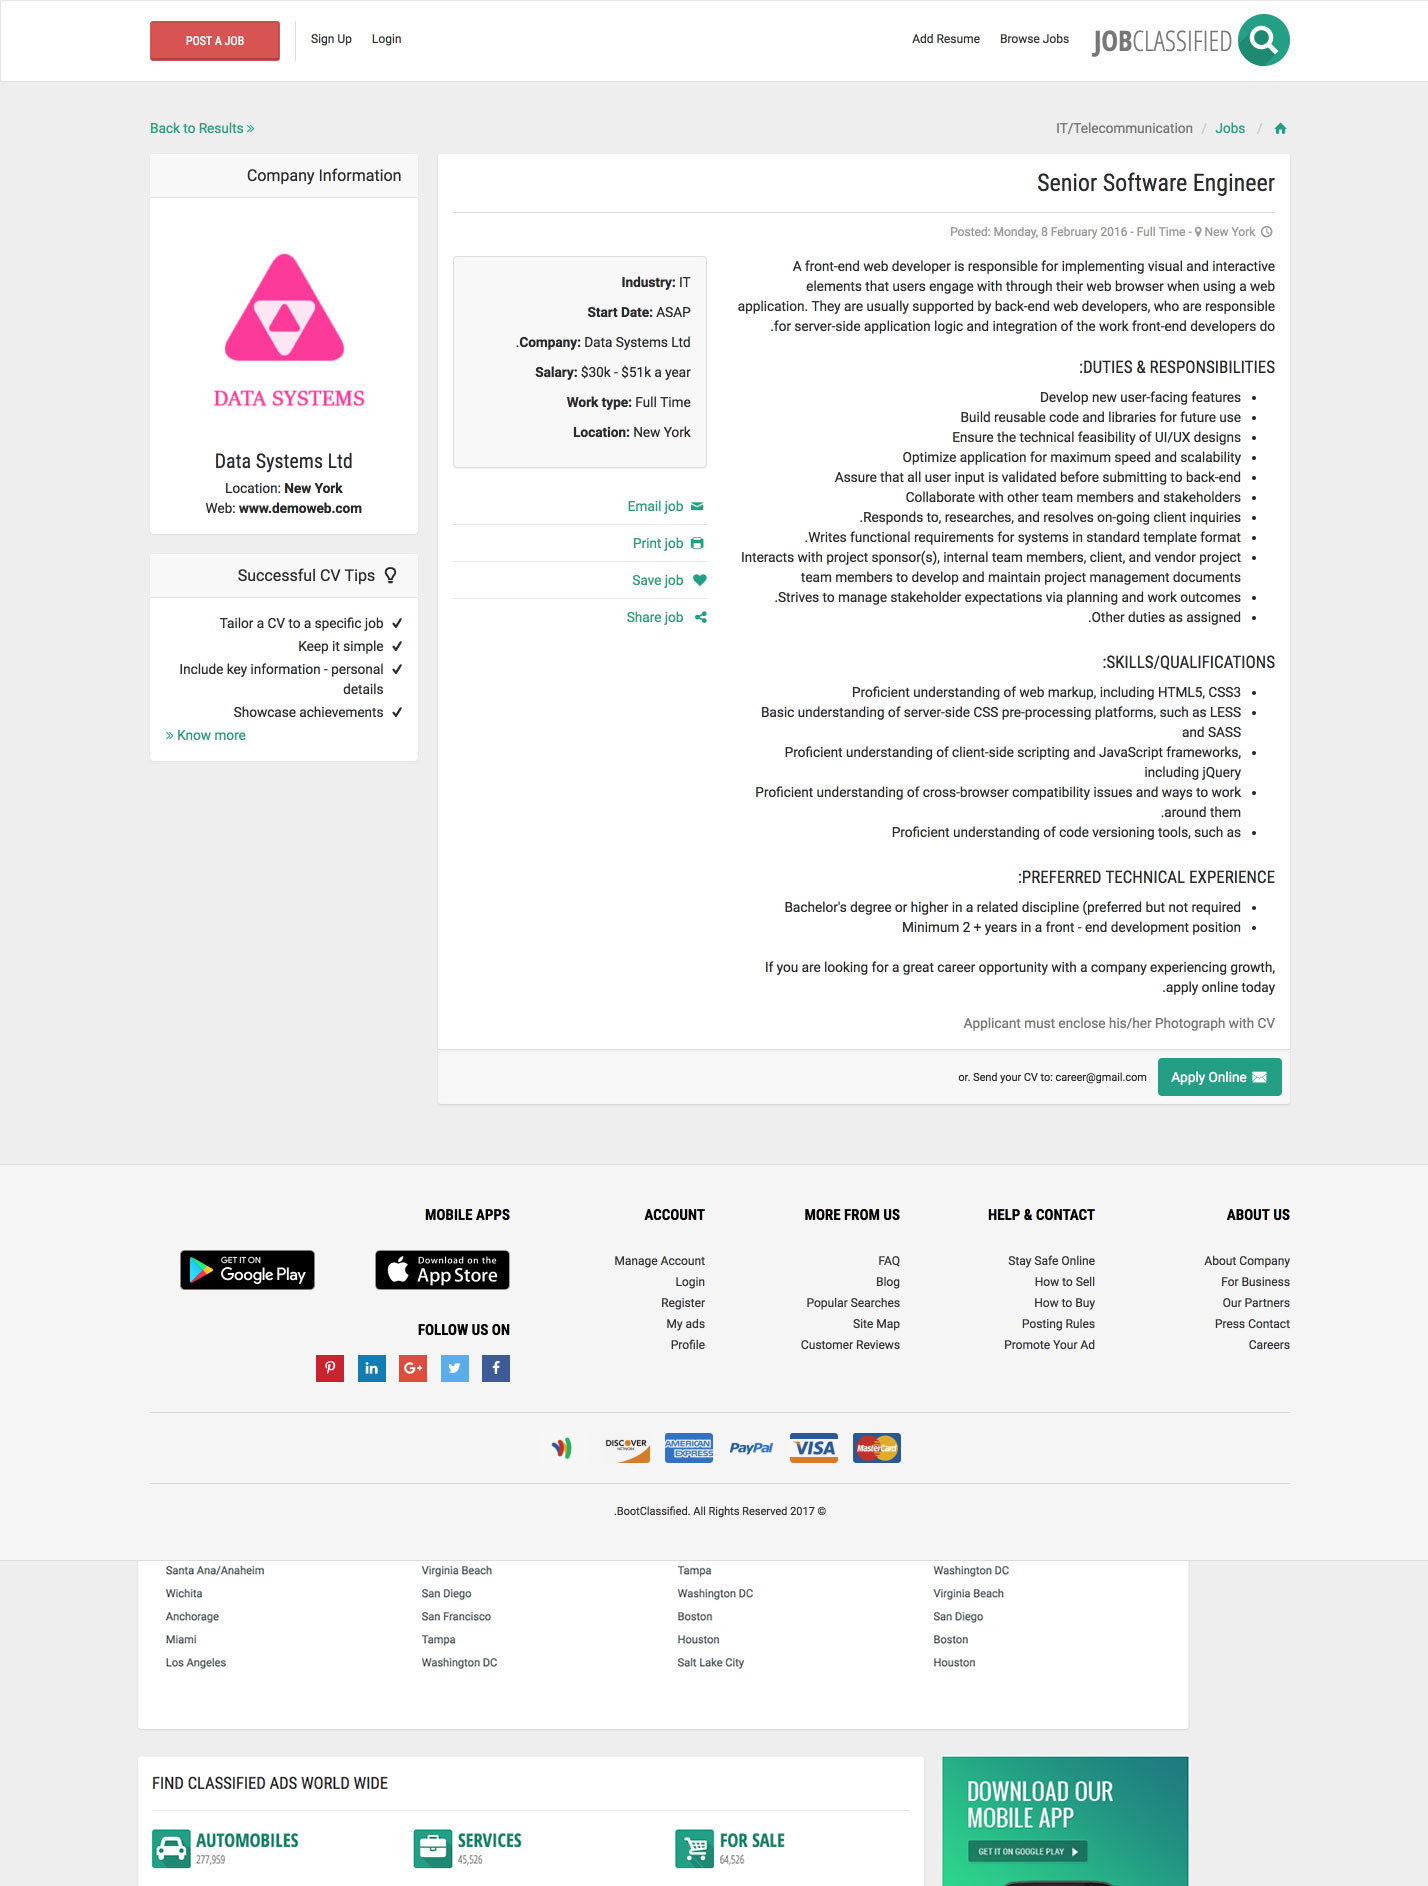 POST A JOB
Sign Up
Login
Add Resume
Browse Jobs
JOBCLASSIFIED
Back to Results »
IT/Telecommunication / Jobs /
Company Information
DATA SYSTEMS
Data Systems Ltd
Location: New York
Web: www.demoweb.com
Successful CV Tips
Tailor a CV to a specific job ✔
Keep it simple ✔
Include key information - personal ✔
details
Showcase achievements ✔
» Know more
Senior Software Engineer
Posted: Monday, 8 February 2016 - Full Time - New York
A front-end web developer is responsible for implementing visual and interactive
elements that users engage with through their web browser when using a web
application. They are usually supported by back-end web developers, who are responsible
.for server-side application logic and integration of the work front-end developers do
Industry: IT
Start Date: ASAP
.Company: Data Systems Ltd
Salary: $30k - $51k a year
Work type: Full Time
Location: New York
Email job
Print job
Save job
Share job
:DUTIES & RESPONSIBILITIES
Develop new user-facing features •
Build reusable code and libraries for future use •
Ensure the technical feasibility of UI/UX designs •
Optimize application for maximum speed and scalability •
Assure that all user input is validated before submitting to back-end •
Collaborate with other team members and stakeholders •
.Responds to, researches, and resolves on-going client inquiries •
.Writes functional requirements for systems in standard template format •
Interacts with project sponsor(s), internal team members, client, and vendor project •
team members to develop and maintain project management documents
.Strives to manage stakeholder expectations via planning and work outcomes •
.Other duties as assigned •
:SKILLS/QUALIFICATIONS
Proficient understanding of web markup, including HTML5, CSS3 •
Basic understanding of server-side CSS pre-processing platforms, such as LESS •
and SASS
Proficient understanding of client-side scripting and JavaScript frameworks, •
including jQuery
Proficient understanding of cross-browser compatibility issues and ways to work •
.around them
Proficient understanding of code versioning tools, such as •
:PREFERRED TECHNICAL EXPERIENCE
Bachelor's degree or higher in a related discipline (preferred but not required •
Minimum 2 + years in a front - end development position •
If you are looking for a great career opportunity with a company experiencing growth,
.apply online today
Applicant must enclose his/her Photograph with CV
or. Send your CV to: career@gmail.com
Apply Online
MOBILE APPS
GET IT ON
Google Play
Download on the
App Store
FOLLOW US ON
in
G+
f
ACCOUNT
Manage Account
Login
Register
My ads
Profile
MORE FROM US
FAQ
Blog
Popular Searches
Site Map
Customer Reviews
HELP & CONTACT
Stay Safe Online
How to Sell
How to Buy
Posting Rules
Promote Your Ad
ABOUT US
About Company
For Business
Our Partners
Press Contact
Careers
DISCOVER
NETWORK
AMERICAN
EXPRESS
PayPal
VISA
MasterCard
.BootClassified. All Rights Reserved 2017 ©
Santa Ana/Anaheim
Wichita
Anchorage
Miami
Los Angeles
Virginia Beach
San Diego
San Francisco
Tampa
Washington DC
Tampa
Washington DC
Boston
Houston
Salt Lake City
Washington DC
Virginia Beach
San Diego
Boston
Houston
FIND CLASSIFIED ADS WORLD WIDE
AUTOMOBILES
277,959
SERVICES
45,526
FOR SALE
64,526
DOWNLOAD OUR
MOBILE APP
GET IT ON GOOGLE PLAY